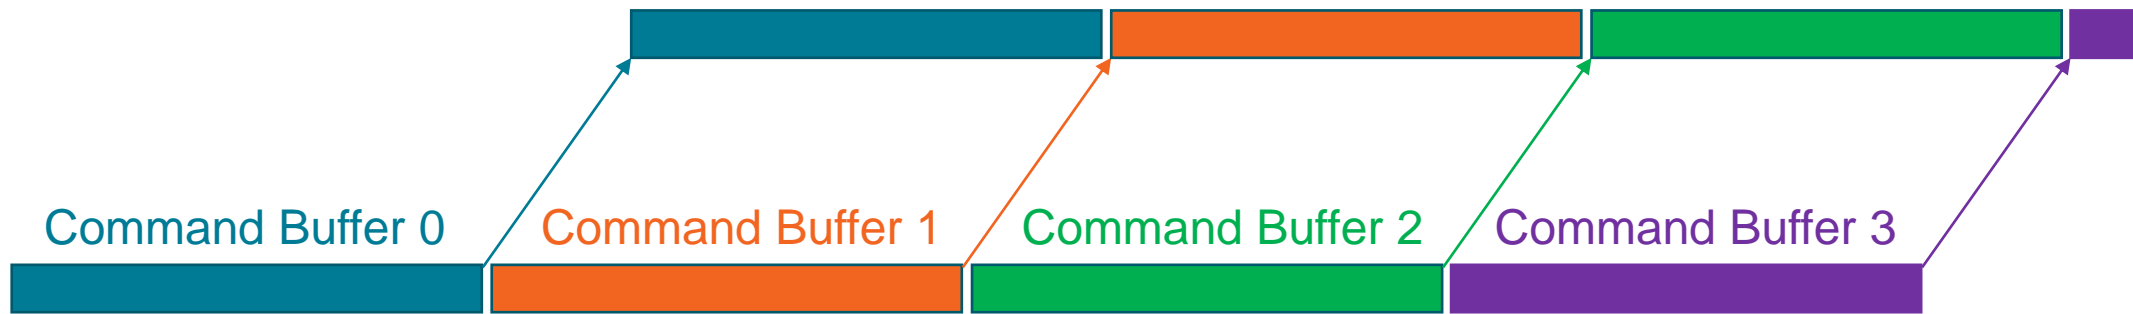 Command Buffer 0
Command Buffer 1
Command Buffer 2
Command Buffer 3